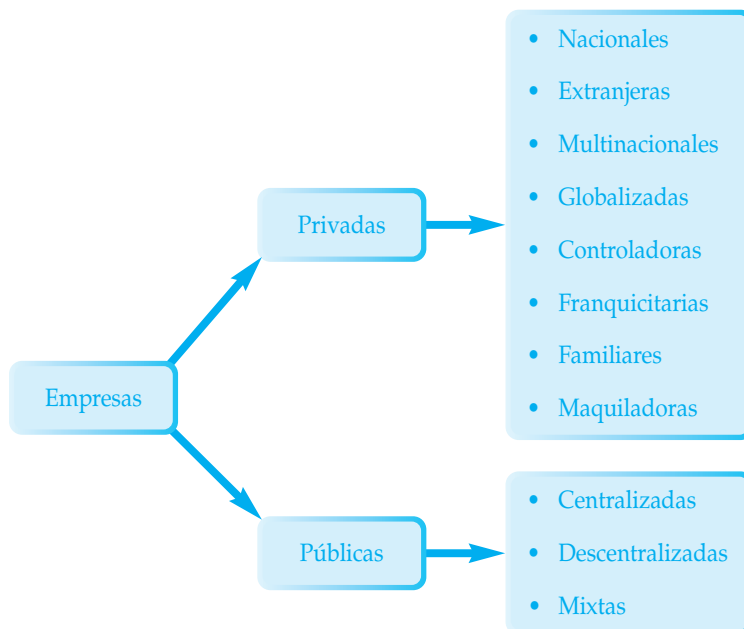 Empresas
Privadas
• Nacionales
• Extranjeras
• Multinacionales
• Globalizadas
• Controladoras
• Franquicitarias
• Familiares
• Maquiladoras
Públicas
• Centralizadas
• Descentralizadas
• Mixtas